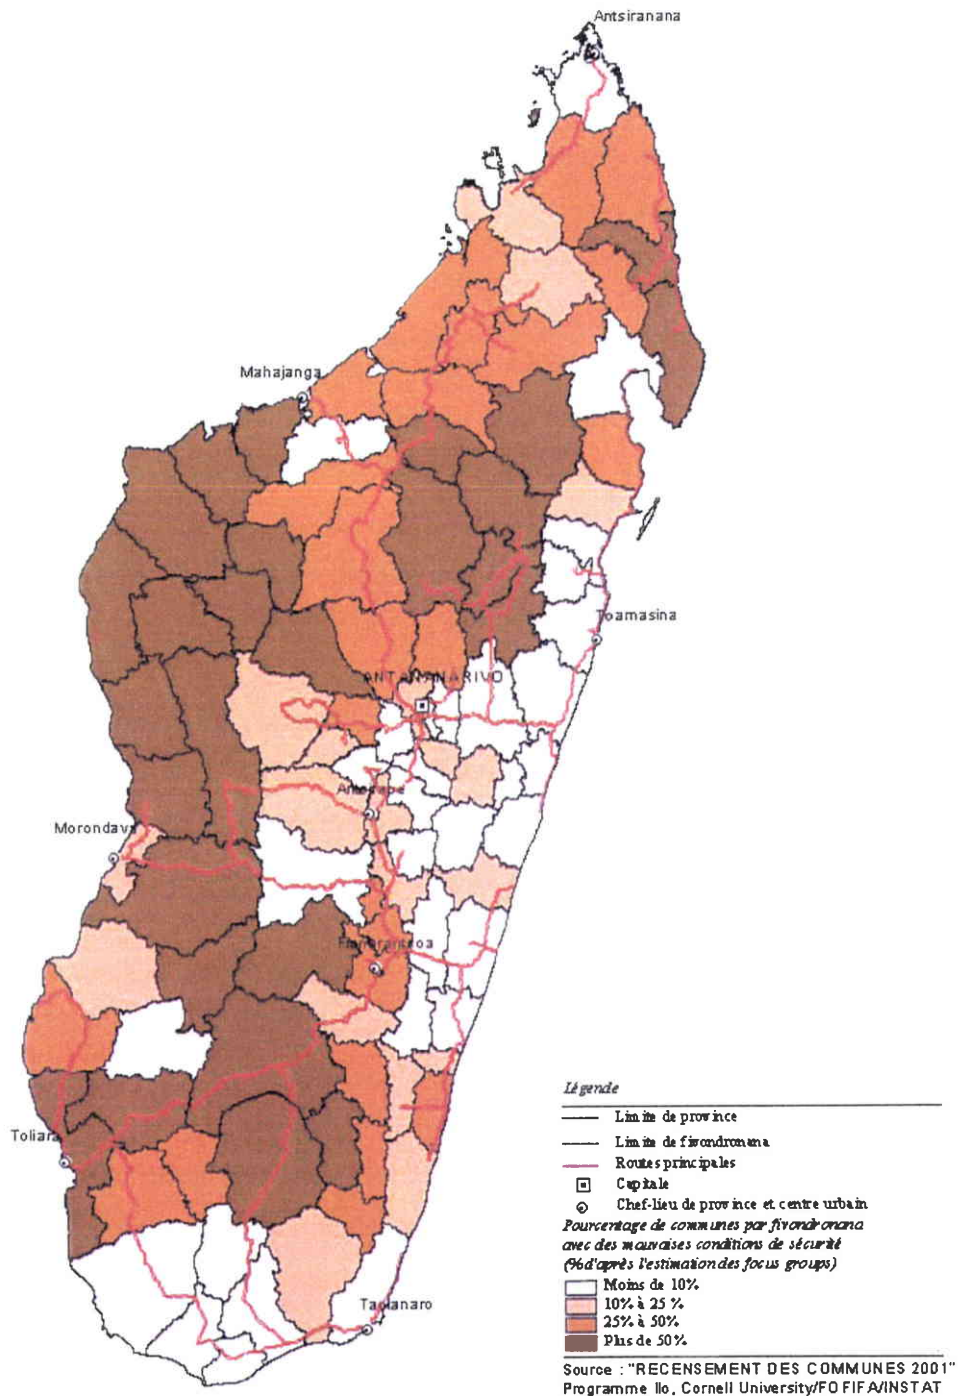 Antsiranana
Mahajanga
Toamasina
ANTANANARIVO
Antsirabe
Morondava
Fianarantsoa
Toliara
Taolanaro
Légende
Limite de province
Limite de fivondronana
Routes principales
Capitale
Chef-lieu de province et centre urbain
Pourcentage de communes par fivondronana
avec des mauvaises conditions de sécurité
(% d'après l'estimation des focus groups)
Moins de 10%
10% à 25 %
25% à 50%
Plus de 50%
Source : "RECENSEMENT DES COMMUNES 2001"
Programme Ilo, Cornell University/FOFIFA/INSTAT